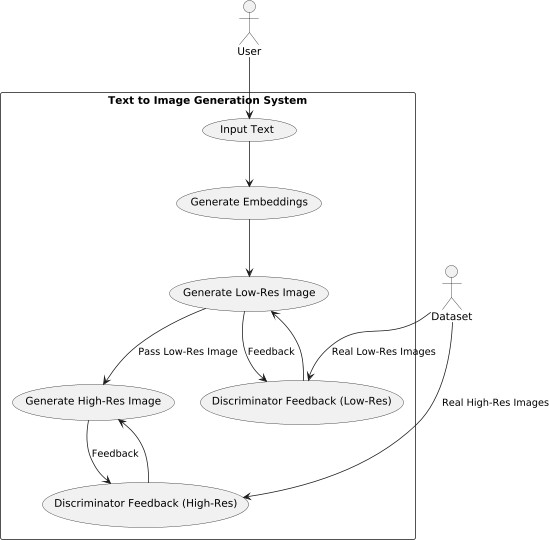 User
Text to Image Generation System
Input Text
Generate Embeddings
Generate Low-Res Image
Dataset
Pass Low-Res Image
Feedback
Real Low-Res Images
Generate High-Res Image
Discriminator Feedback (Low-Res)
Real High-Res Images
Feedback
Discriminator Feedback (High-Res)